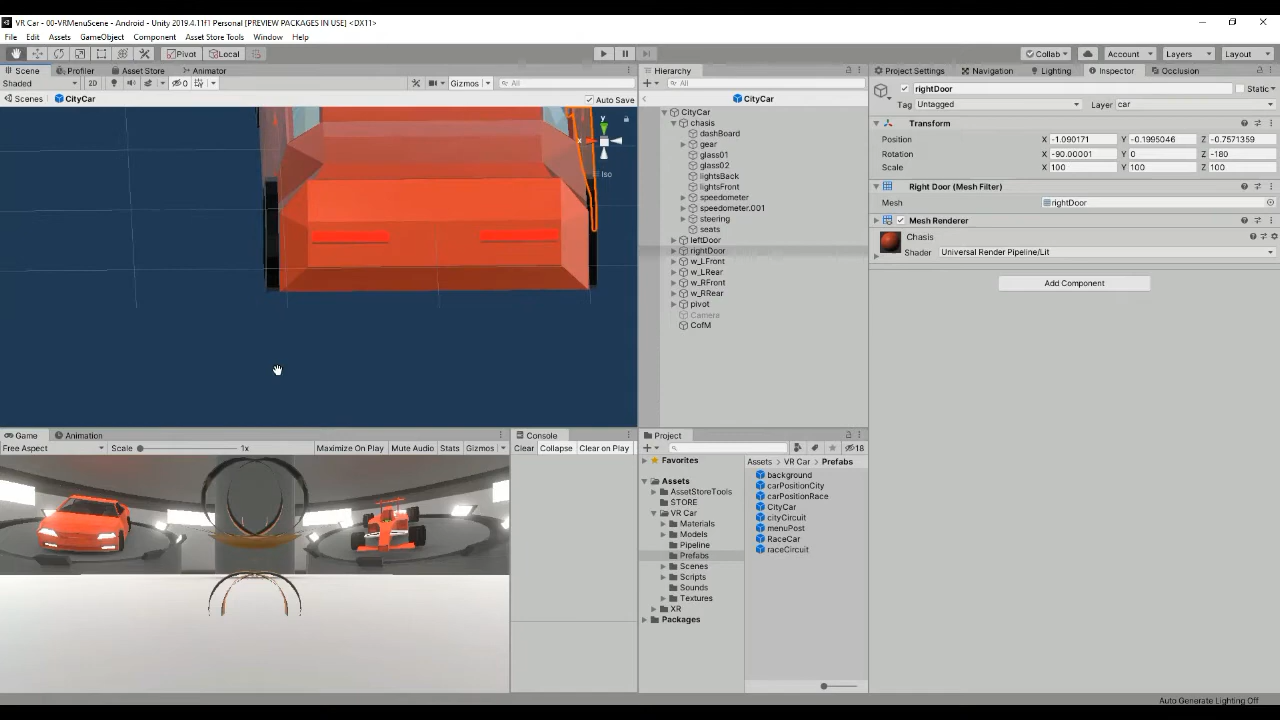 VR Car - 00-VRMenuScene - Android - Unity 2019.4.11f1 Personal [PREVIEW PACKAGES IN USE] <DX11>
File Edit Assets GameObject Component Asset Store Tools Window Help
Pivot Local Collab Account Layers Layout
Scene Profiler Asset Store Animator
Shaded 2D 0 Gizmos All
Scenes CityCar Auto Save
y
x
Iso
Hierarchy
All
CityCar
CityCar
chasis
dashBoard
gear
glass01
glass02
lightsBack
lightsFront
speedometer
speedometer.001
steering
seats
leftDoor
rightDoor
w_LFront
w_LRear
w_RFront
w_RRear
pivot
Camera
CofM
Project Settings Navigation Lighting Inspector Occlusion
rightDoor Static
Tag Untagged Layer car
Transform
Position X -1.090171 Y -0.1995046 Z -0.7571359
Rotation X -90.00001 Y 0 Z -180
Scale X 100 Y 100 Z 100
Right Door (Mesh Filter)
Mesh rightDoor
Mesh Renderer
Chasis
Shader Universal Render Pipeline/Lit
Add Component
Game Animation
Free Aspect Scale 1x Maximize On Play Mute Audio Stats Gizmos
Console
Clear Collapse Clear on Play
Project
18
Favorites
Assets
AssetStoreTools
STORE
VR Car
Materials
Models
Pipeline
Prefabs
Scenes
Scripts
Sounds
Textures
XR
Packages
Assets VR Car Prefabs
background
carPositionCity
carPositionRace
CityCar
cityCircuit
menuPost
RaceCar
raceCircuit
Auto Generate Lighting Off